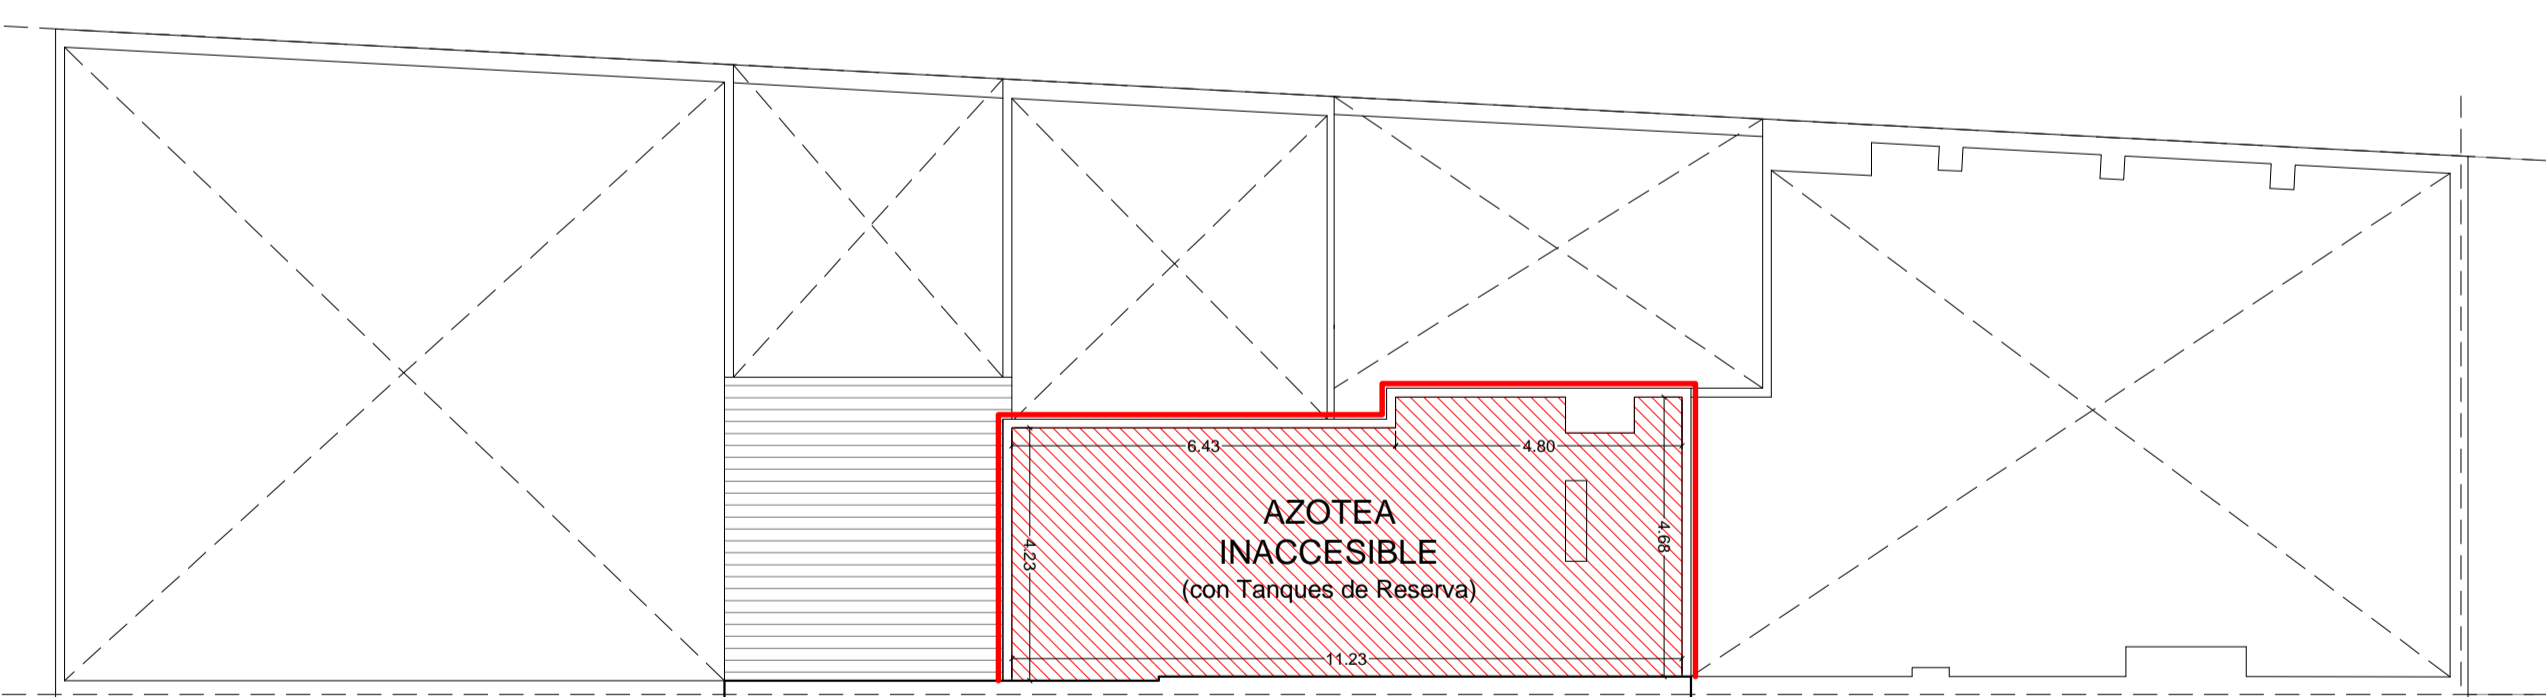 6.43
4.80
AZOTEA
INACCESIBLE
(con Tanques de Reserva)
4.23
4.68
11.23